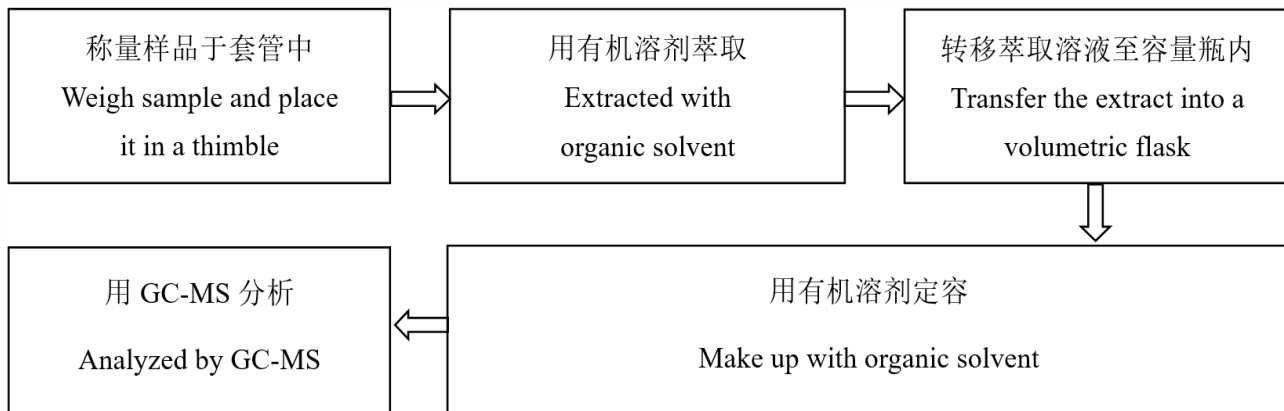 称量样品于套管中
Weigh sample and place
it in a thimble
用有机溶剂萃取
Extracted with
organic solvent
转移萃取溶液至容量瓶内
Transfer the extract into a
volumetric flask
用有机溶剂定容
Make up with organic solvent
用 GC-MS 分析
Analyzed by GC-MS